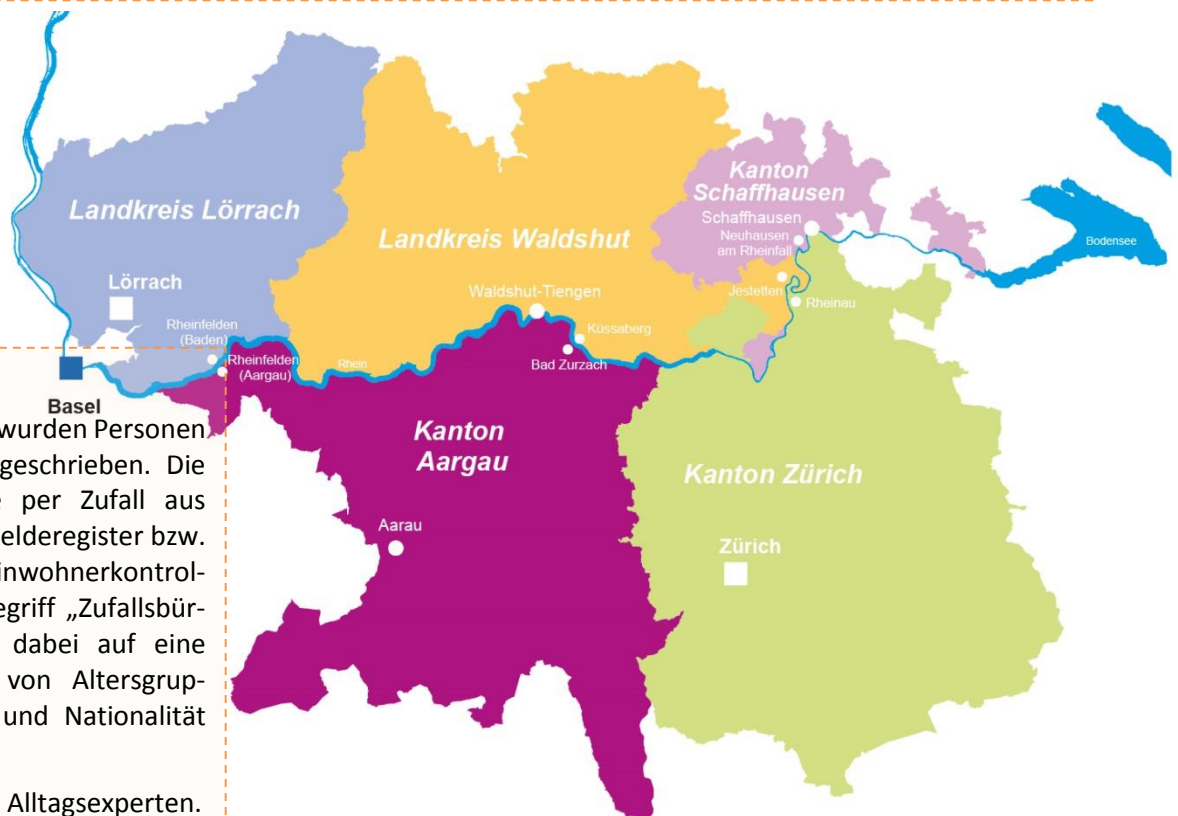 Kanton
Schaffhausen
Landkreis Lörrach
Schaffhausen
Landkreis Waldshut
Neuhausen
am Rheinfall
Bodensee
Lörrach
Waldshut-Tiengen
Jestetten
Rheinau
Rheinfelden
(Baden)
Küssaberg
Rheinfelden
(Aargau)
Rhein
Bad Zurzach
Basel
Kanton
Aargau
Kanton Zürich
Aarau
Zürich
wurden Personen
geschrieben. Die
per Zufall aus
elderegister bzw.
inwohnerkontrol-
egriff „Zufallsbür-
dabei auf eine
von Altersgrup-
und Nationalität
Alltagsexperten.